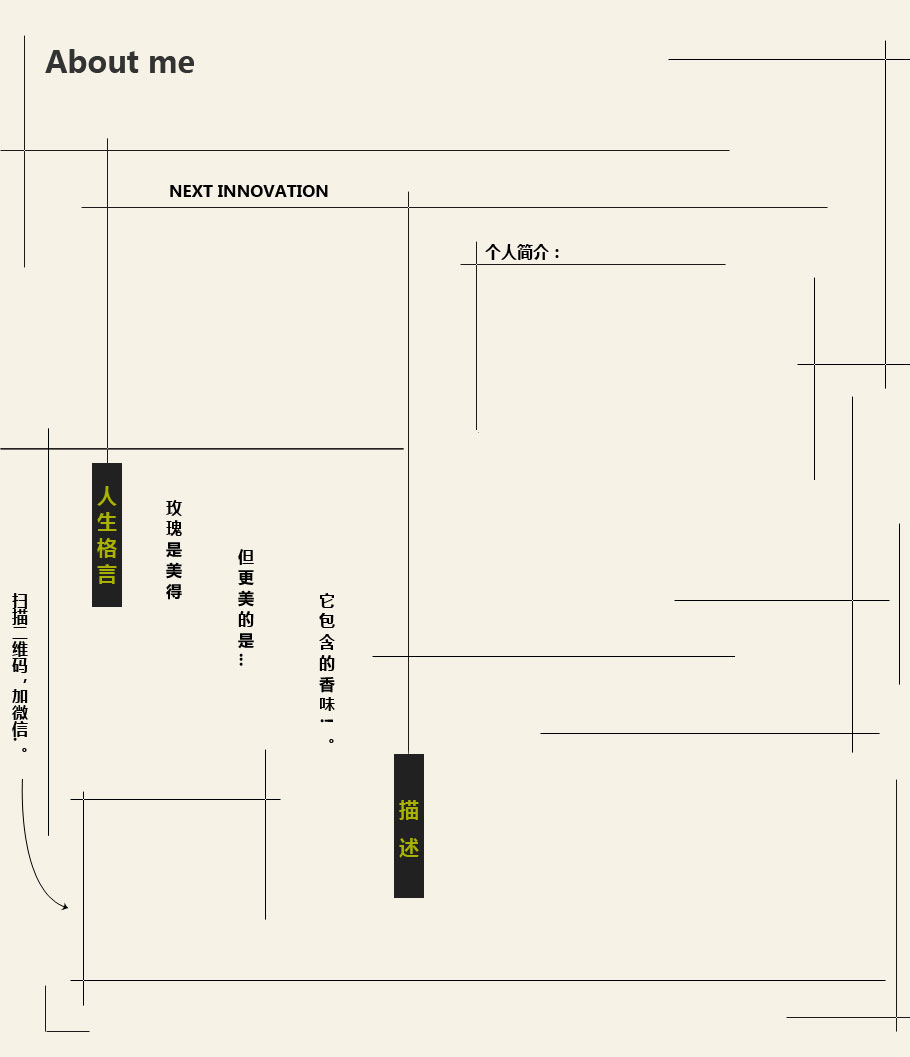 About me
NEXT INNOVATION
个人简介：
人生格言
玫瑰是美得
但更美的是…
它包含的香味！。
扫描二维码，加微信！。
描述